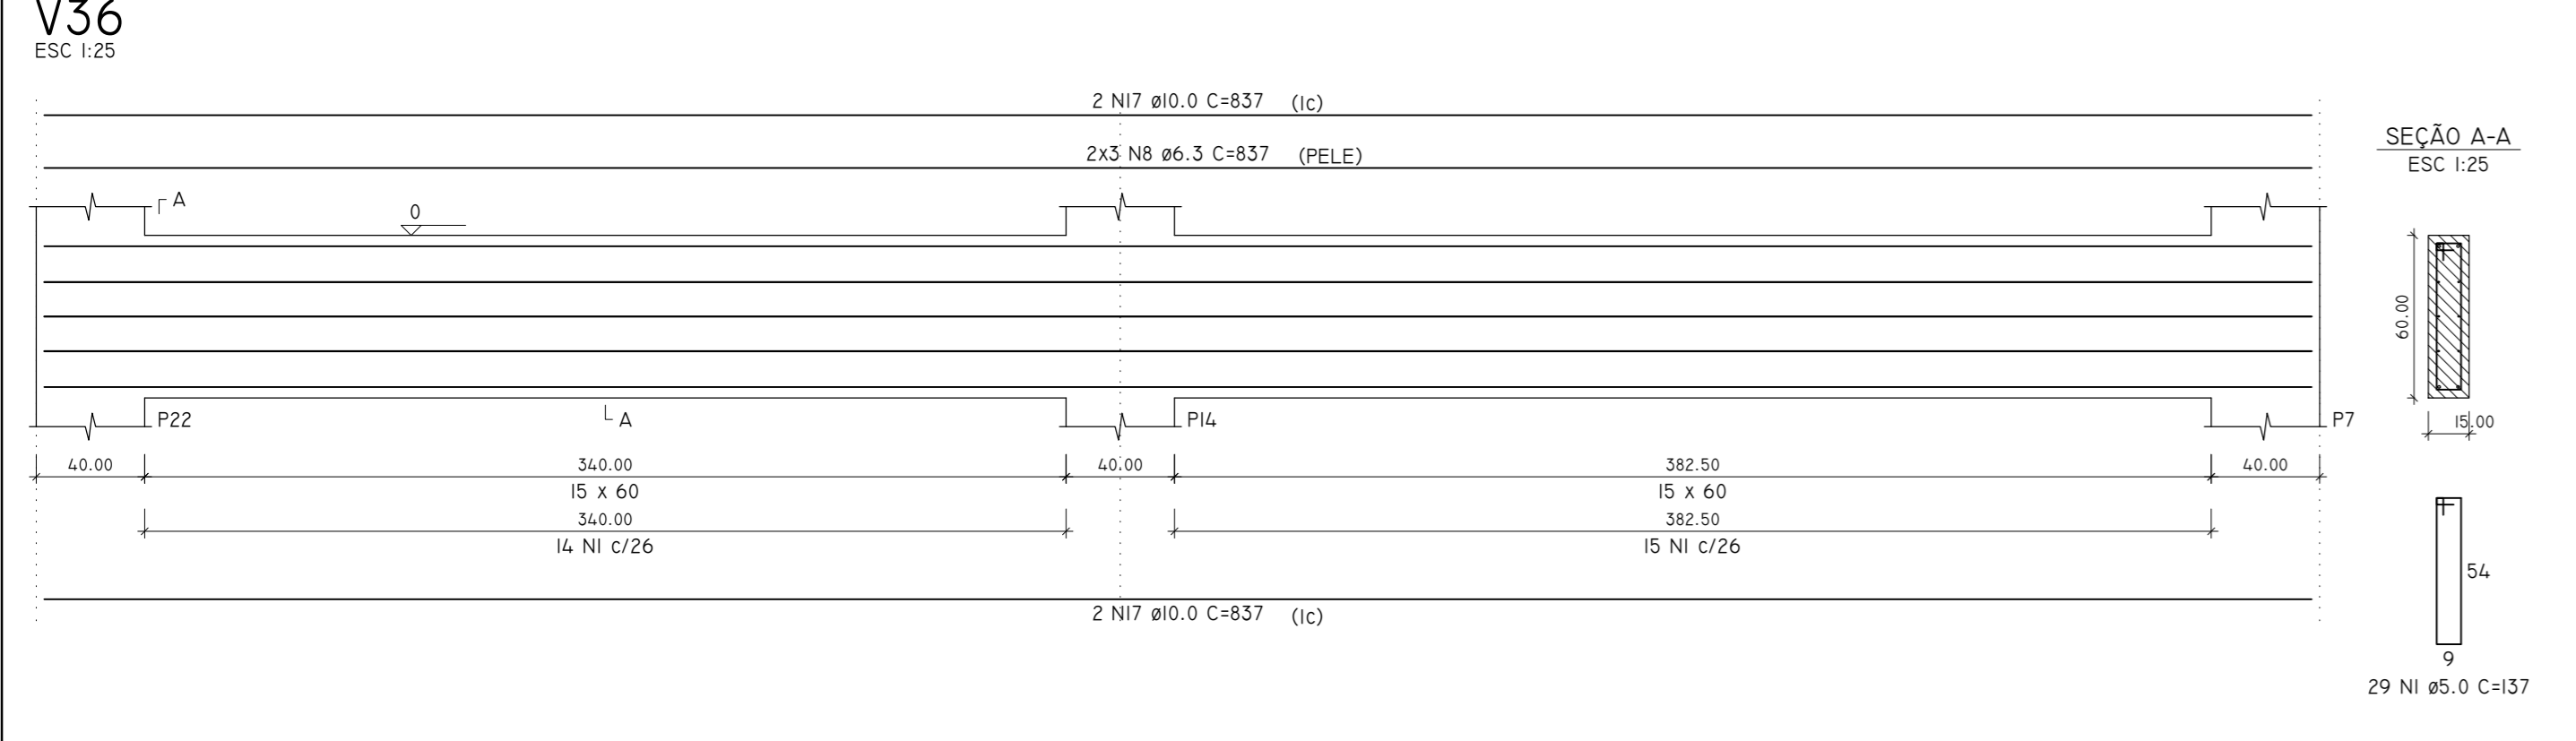 V36
ESC 1:25
2 N17 ø10.0 C=837 (1c)
2x3 N8 ø6.3 C=837 (PELE)
SEÇÃO A-A
ESC 1:25
A
0
60.00
P22
A
P14
P7
15.00
40.00
340.00
40.00
382.50
40.00
15 x 60
15 x 60
340.00
382.50
14 N1 c/26
15 N1 c/26
54
2 N17 ø10.0 C=837 (1c)
9
29 N1 ø5.0 C=137